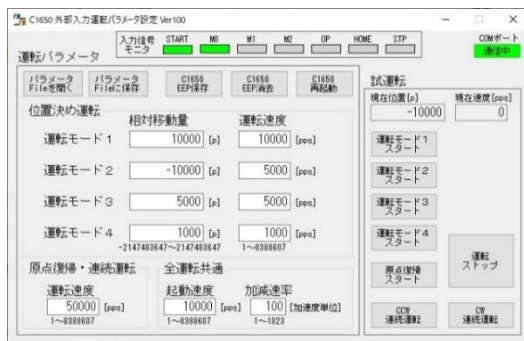 C1650 外部入力運転パラメータ設定 Ver100
入力信号
モニタ
START M0 M1 M2 OP HOME STP
COMポート
通信中
運転パラメータ
パラメータ
Fileを開く
パラメータ
Fileに保存
C1650
EEP保存
C1650
EEP消去
C1650
再起動
位置決め運転
相対移動量 運転速度
運転モード1 10000 [p] 10000 [pps]
運転モード2 -10000 [p] 5000 [pps]
運転モード3 5000 [p] 5000 [pps]
運転モード4 1000 [p] 1000 [pps]
-2147483647~2147483647 1~8388607
原点復帰・連続運転
運転速度
50000 [pps]
1~8388607
全運転共通
起動速度 加減速率
10000 [pps] 100 [加速度単位]
1~8388607 1~1023
試運転
現在位置[p] 現在速度[pps]
-10000 0
運転モード1
スタート
運転モード2
スタート
運転モード3
スタート
運転モード4
スタート
原点復帰
スタート
運転
ストップ
CCW
連続運転
CW
連続運転